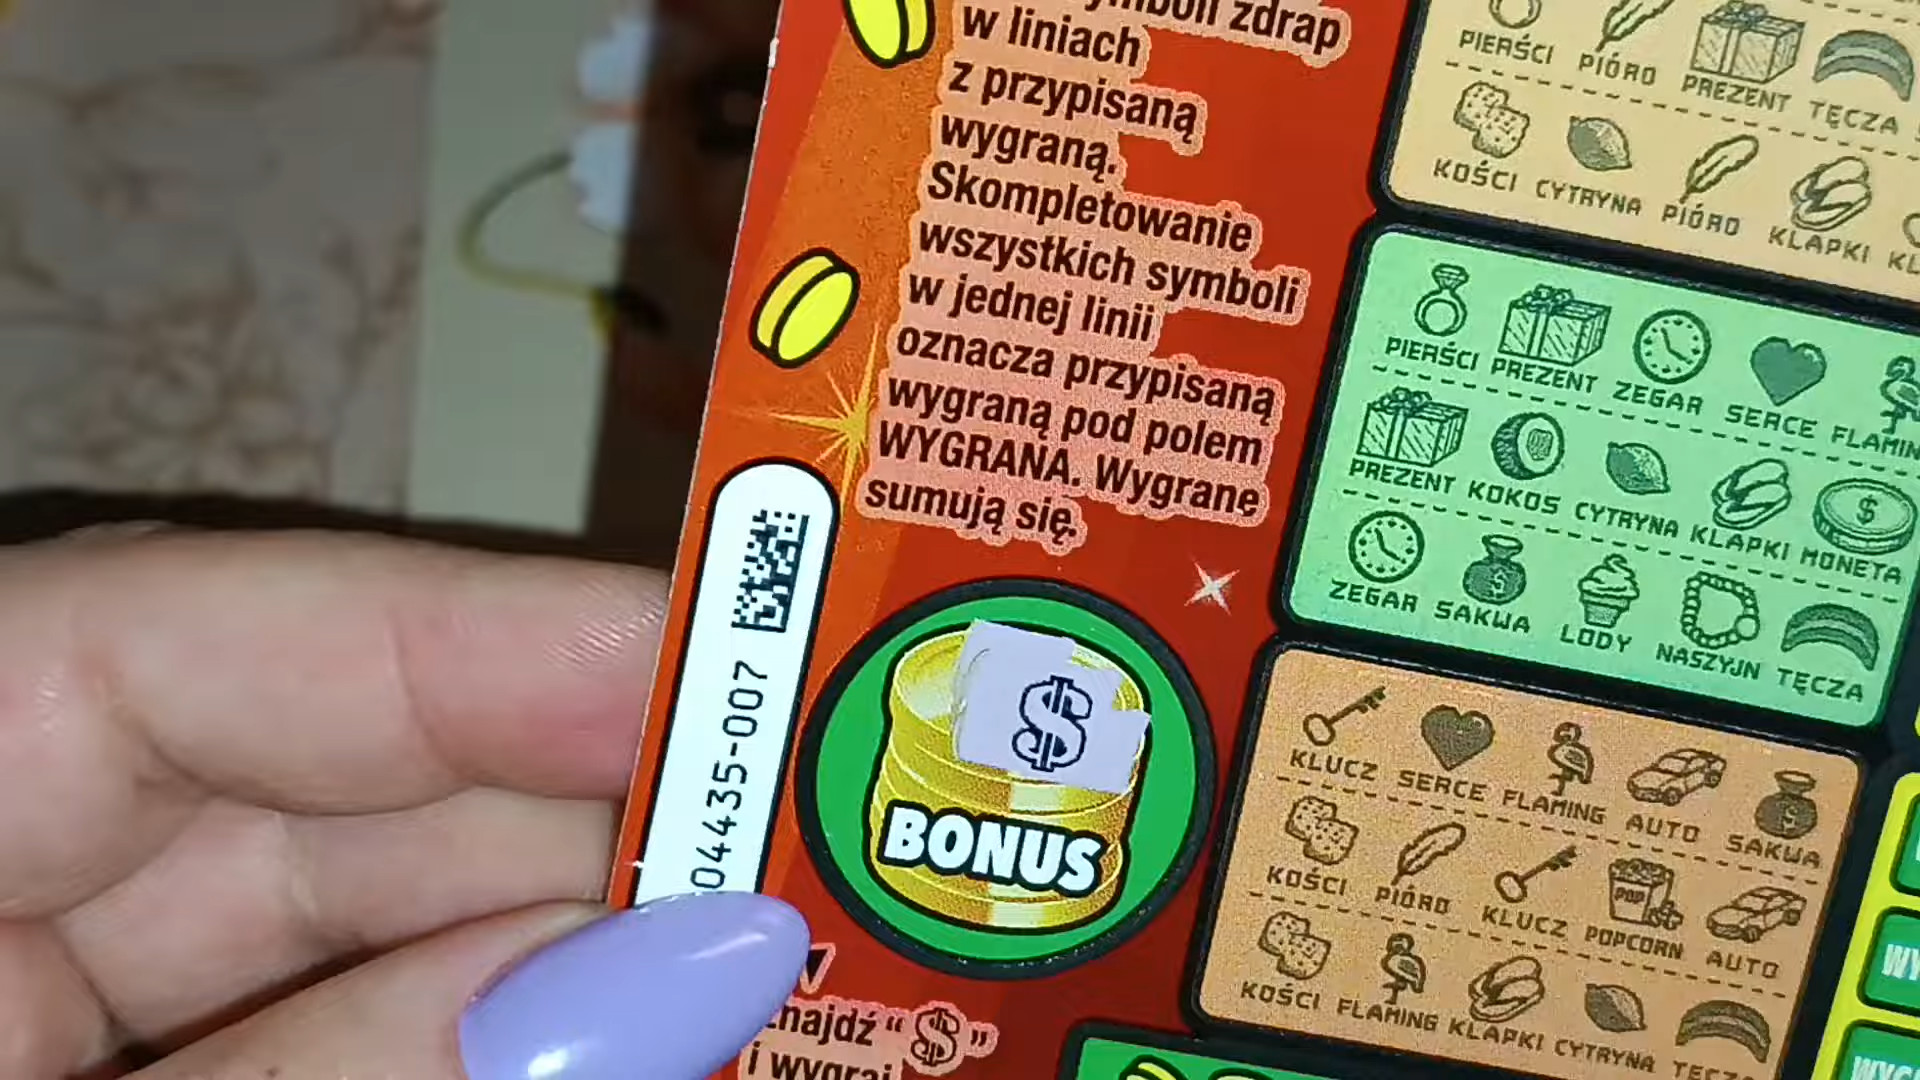 zdrap
w liniach
z przypisaną
wygraną.
Skompletowanie
wszystkich symboli
w jednej linii
oznacza przypisaną
wygraną pod polem
WYGRANA. Wygrane
sumują się.
04435-007
$
BONUS
"$"
i wygraj
PIERŚCI PIÓRO PREZENT TĘCZA
KOŚCI CYTRYNA PIÓRO KLAPKI
PIERŚCI PREZENT ZEGAR SERCE FLAMIN
PREZENT KOKOS CYTRYNA KLAPKI MONETA
ZEGAR SAKWA LODY NASZYJN TĘCZA
KLUCZ SERCE FLAMING AUTO SAKWA
KOŚCI PIÓRO KLUCZ POPCORN AUTO
KOŚCI FLAMING KLAPKI CYTRYNA TĘCZA